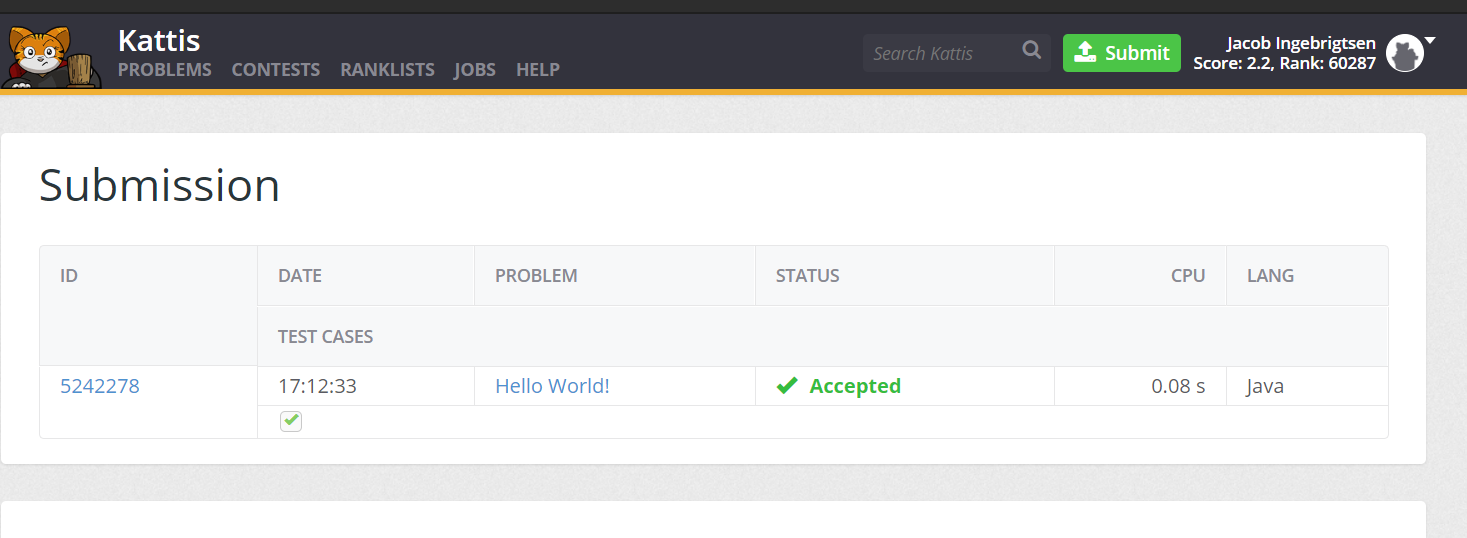 Kattis
PROBLEMS CONTESTS RANKLISTS JOBS HELP
Search Kattis
Submit
Jacob Ingebrigtsen
Score: 2.2, Rank: 60287
Submission
ID DATE PROBLEM STATUS CPU LANG
TEST CASES
5242278 17:12:33 Hello World! Accepted 0.08 s Java